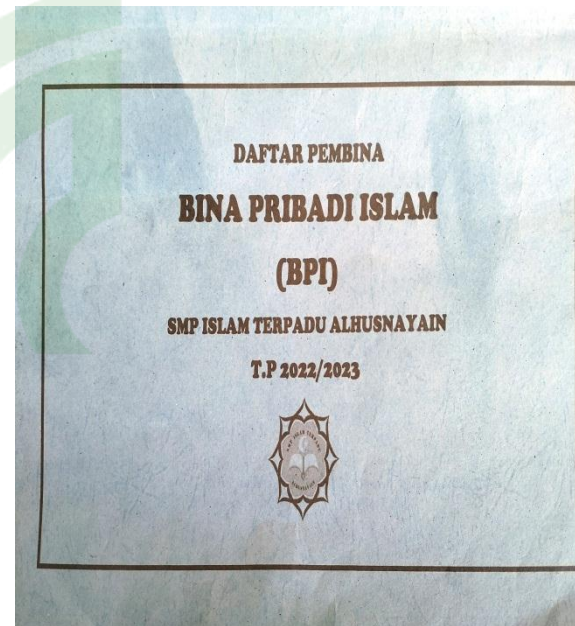 DAFTAR PEMBINA
BINA PRIBADI ISLAM
(BPI)
SMP ISLAM TERPADU ALHUSNAYAIN
T.P 2022/2023